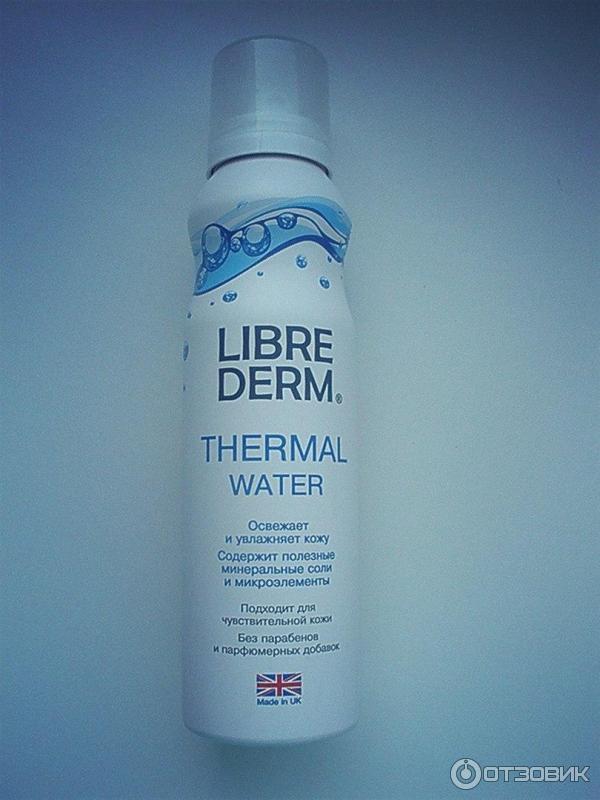 LIBRE
DERM®
THERMAL
WATER
Освежает
и увлажняет кожу
Содержит полезные
минеральные соли
и микроэлементы
Подходит для
чувствительной кожи
Без парабенов
и парфюмерных добавок
Made in UK
ОТЗОВИК